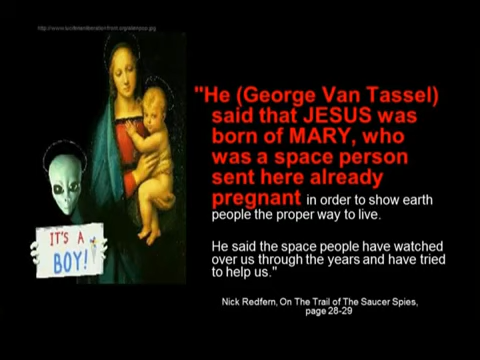 "He (George Van Tassel)
said that JESUS was
born of MARY, who
was a space person
sent here already
pregnant in order to show earth
people the proper way to live.
He said the space people have watched
over us through the years and have tried
to help us."
Nick Redfern, On The Trail of The Saucer Spies,
page 28-29
IT'S A
BOY!